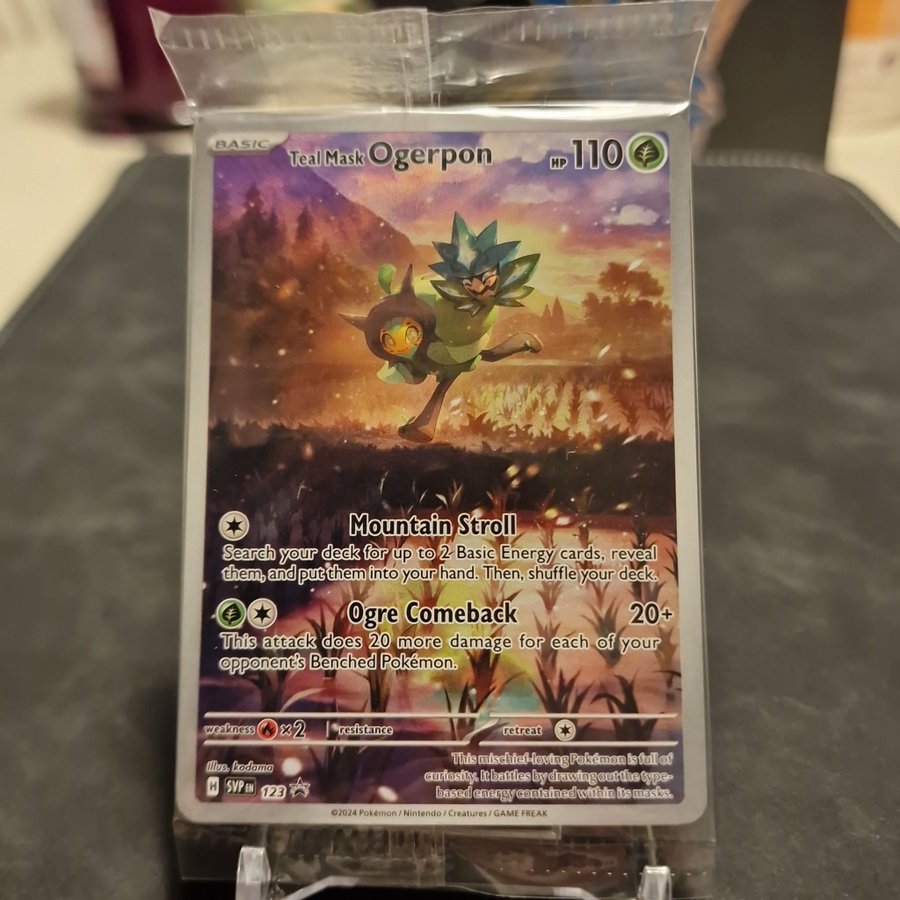 BASIC
Teal Mask Ogerpon HP 110
Mountain Stroll
Search your deck for up to 2 Basic Energy cards, reveal
them, and put them into your hand. Then, shuffle your deck.
Ogre Comeback 20+
This attack does 20 more damage for each of your
opponent's Benched Pokémon.
weakness ×2 resistance retreat
This mischief-loving Pokémon is full of
curiosity. It battles by drawing out the type-
based energy contained within its masks.
Illus. kodama
H SVP EN 123
©2024 Pokémon / Nintendo / Creatures / GAME FREAK